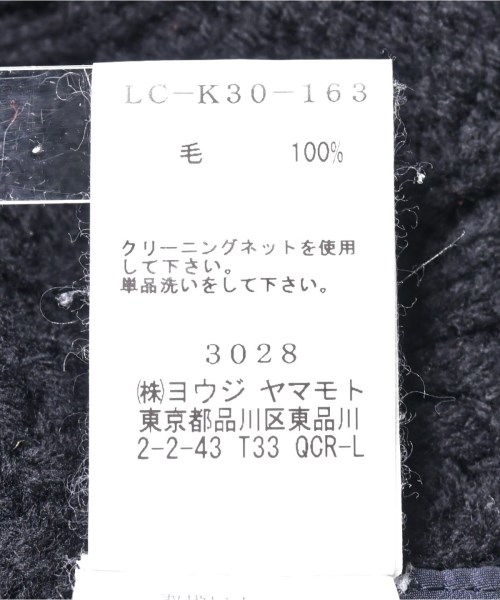 LC-K30-163
毛 100%
クリーニングネットを使用
して下さい。
単品洗いをして下さい。
3028
㈱ヨウジ ヤマモト
東京都品川区東品川
2-2-43 T33 QCR-L